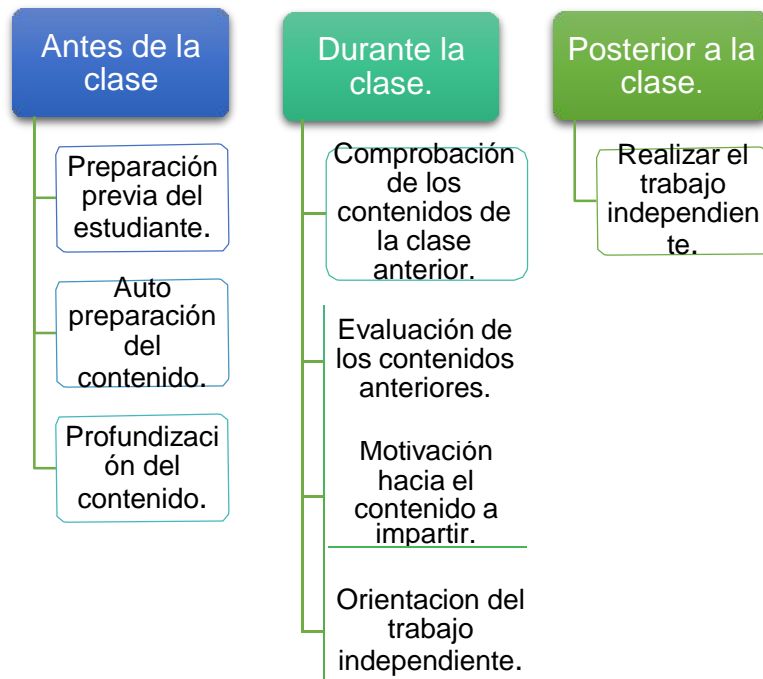 Antes de la
clase
Preparación
previa del
estudiante.
Auto
preparación
del
contenido.
Profundizaci
ón del
contenido.
Durante la
clase.
Comprobación
de los
contenidos de
la clase
anterior.
Evaluación de
los contenidos
anteriores.
Motivación
hacia el
contenido a
impartir.
Orientacion del
trabajo
independiente.
Posterior a la
clase.
Realizar el
trabajo
independien
te.